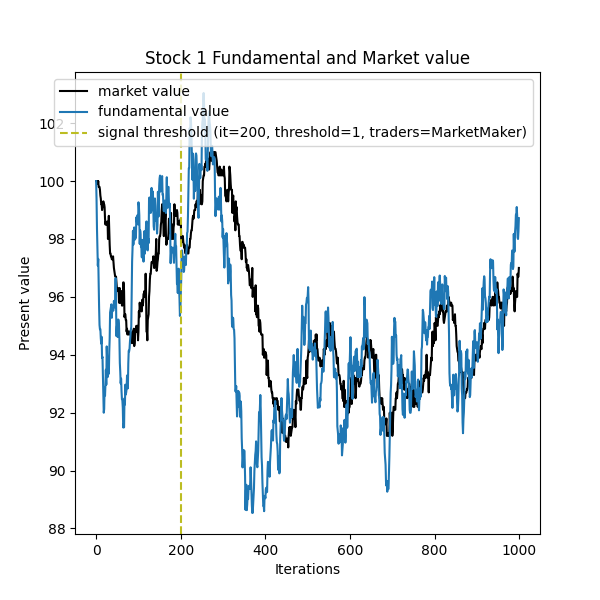 Stock 1 Fundamental and Market value
market value
fundamental value
signal threshold (it=200, threshold=1, traders=MarketMaker)
102
100
98
96
94
92
90
88
Present value
0 200 400 600 800 1000
Iterations